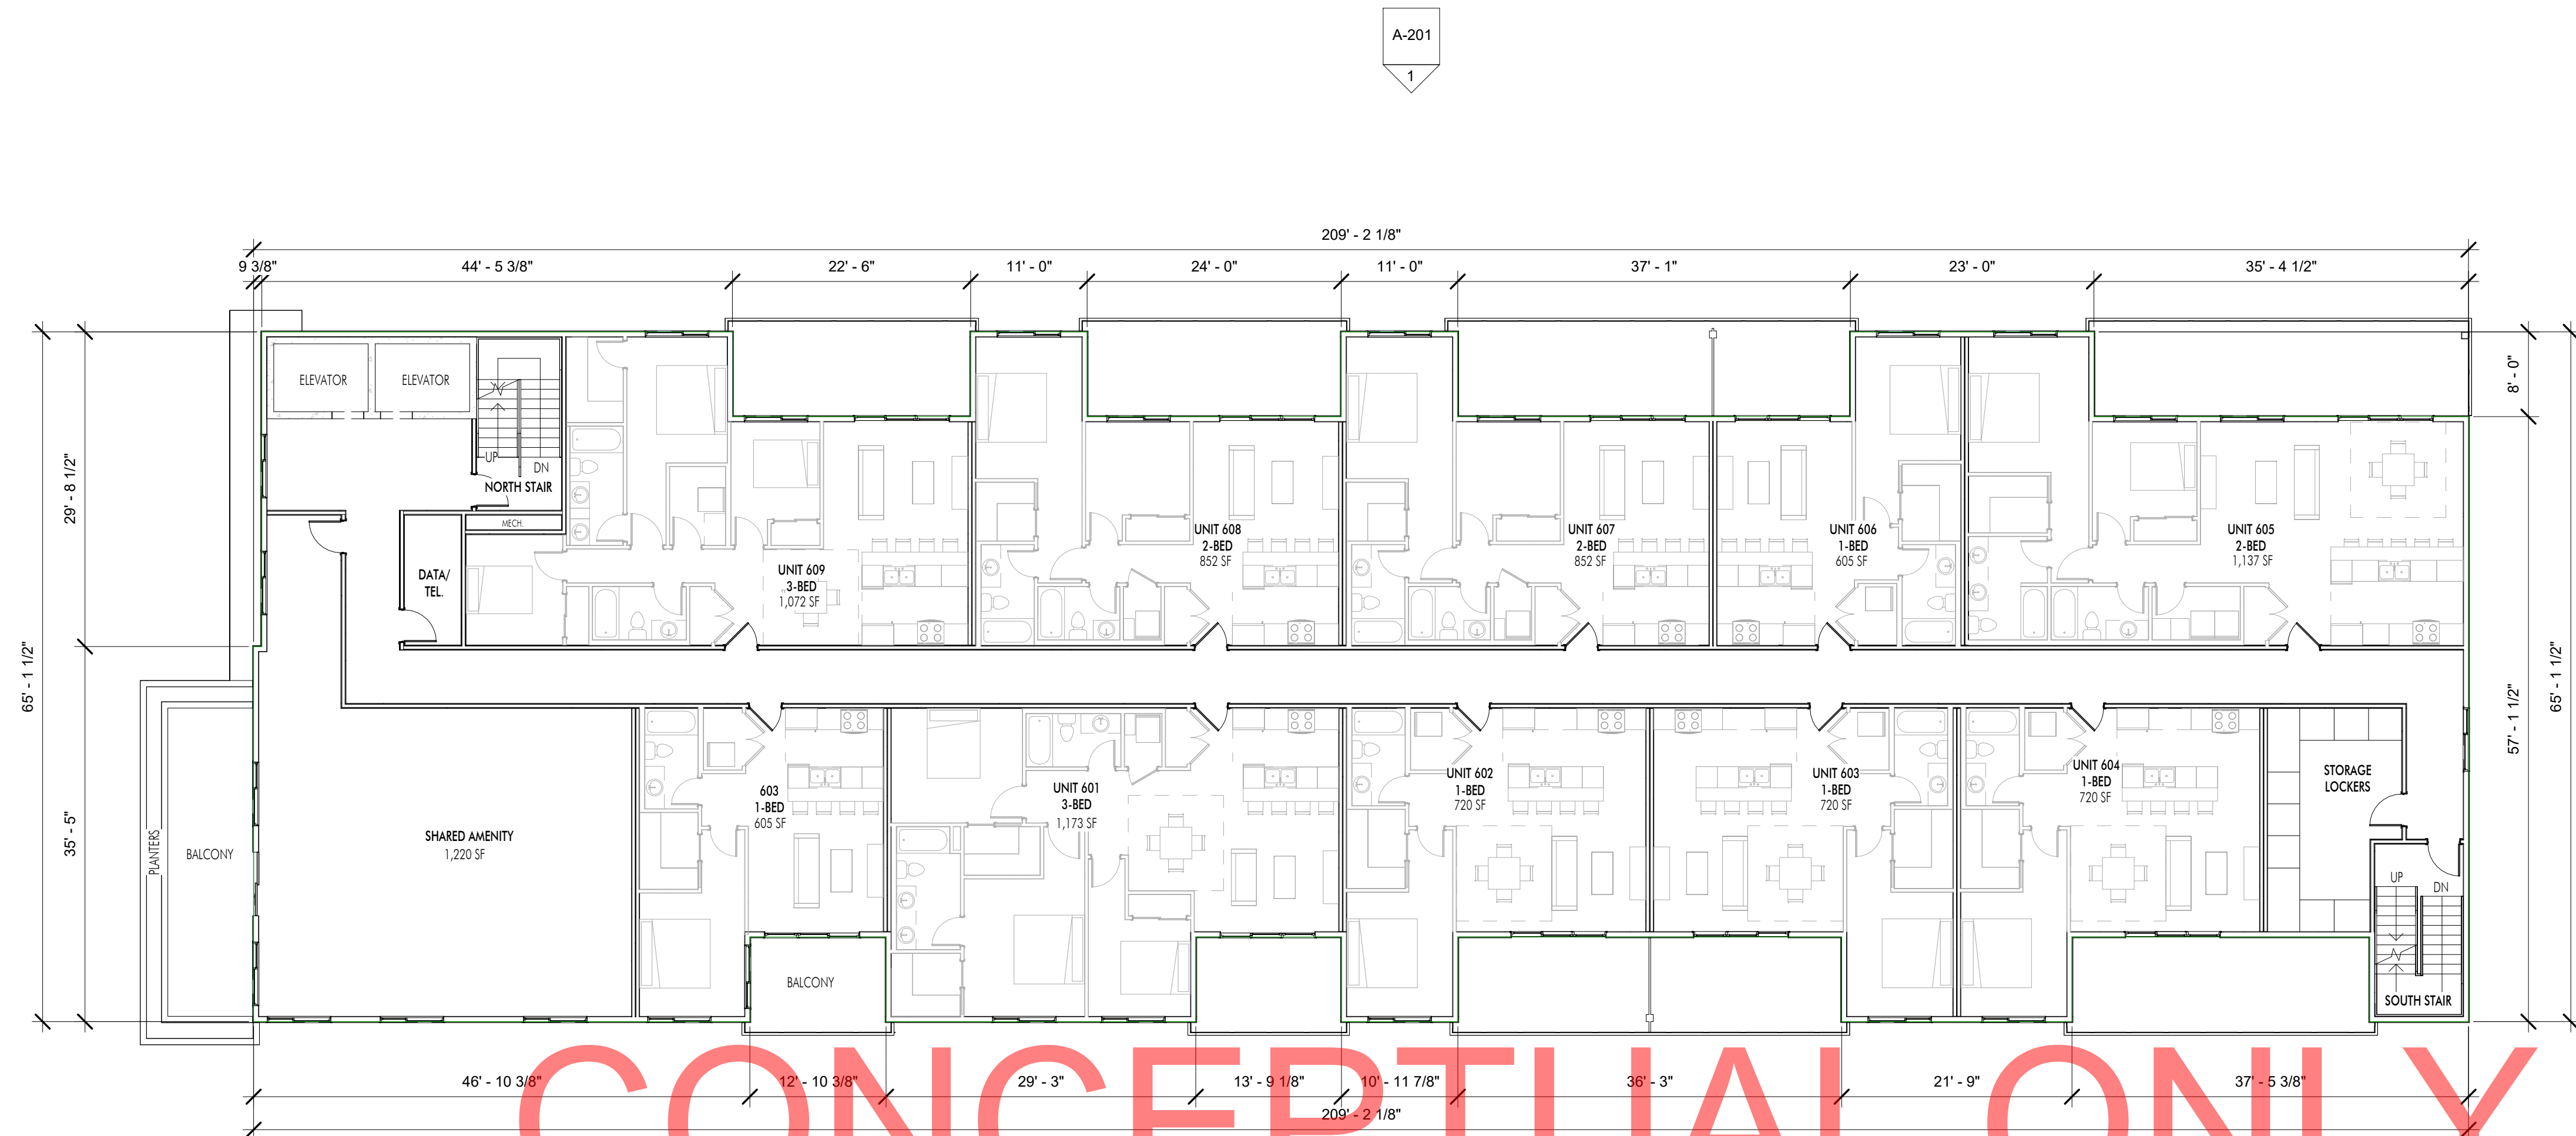 A-201
1
209' - 2 1/8"
9 3/8"
44' - 5 3/8"
22' - 6"
11' - 0"
24' - 0"
11' - 0"
37' - 1"
23' - 0"
35' - 4 1/2"
65' - 1 1/2"
29' - 8 1/2"
35' - 5"
8' - 0"
57' - 1 1/2"
65' - 1 1/2"
ELEVATOR
ELEVATOR
UP
DN
NORTH STAIR
MECH.
DATA/
TEL.
UNIT 609
3-BED
1,072 SF
UNIT 608
2-BED
852 SF
UNIT 607
2-BED
852 SF
UNIT 606
1-BED
605 SF
UNIT 605
2-BED
1,137 SF
PLANTERS
BALCONY
SHARED AMENITY
1,220 SF
603
1-BED
605 SF
BALCONY
UNIT 601
3-BED
1,173 SF
UNIT 602
1-BED
720 SF
UNIT 603
1-BED
720 SF
UNIT 604
1-BED
720 SF
STORAGE
LOCKERS
UP
DN
SOUTH STAIR
46' - 10 3/8"
12' - 10 3/8"
29' - 3"
13' - 9 1/8"
10' - 11 7/8"
36' - 3"
21' - 9"
37' - 5 3/8"
209' - 2 1/8"
CONCEPTUAL ONLY